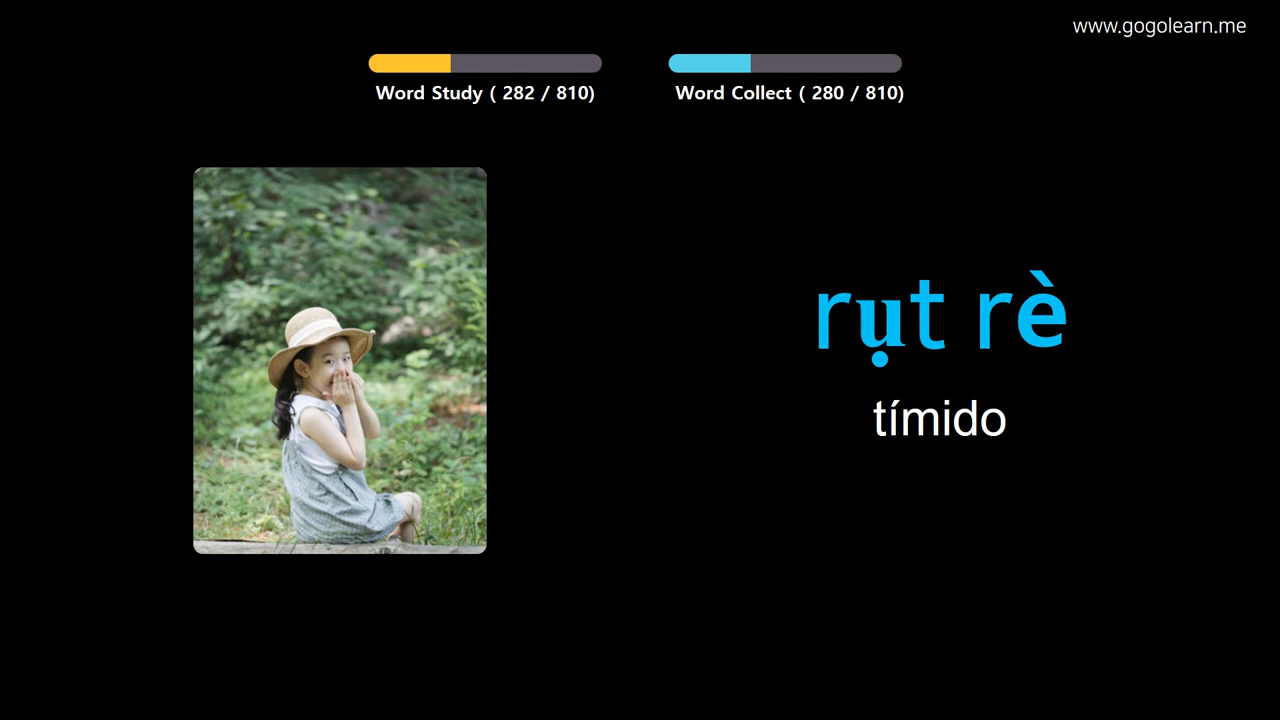 www.gogolearn.me
Word Study ( 282 / 810)
Word Collect ( 280 / 810)
rụt rè
tímido